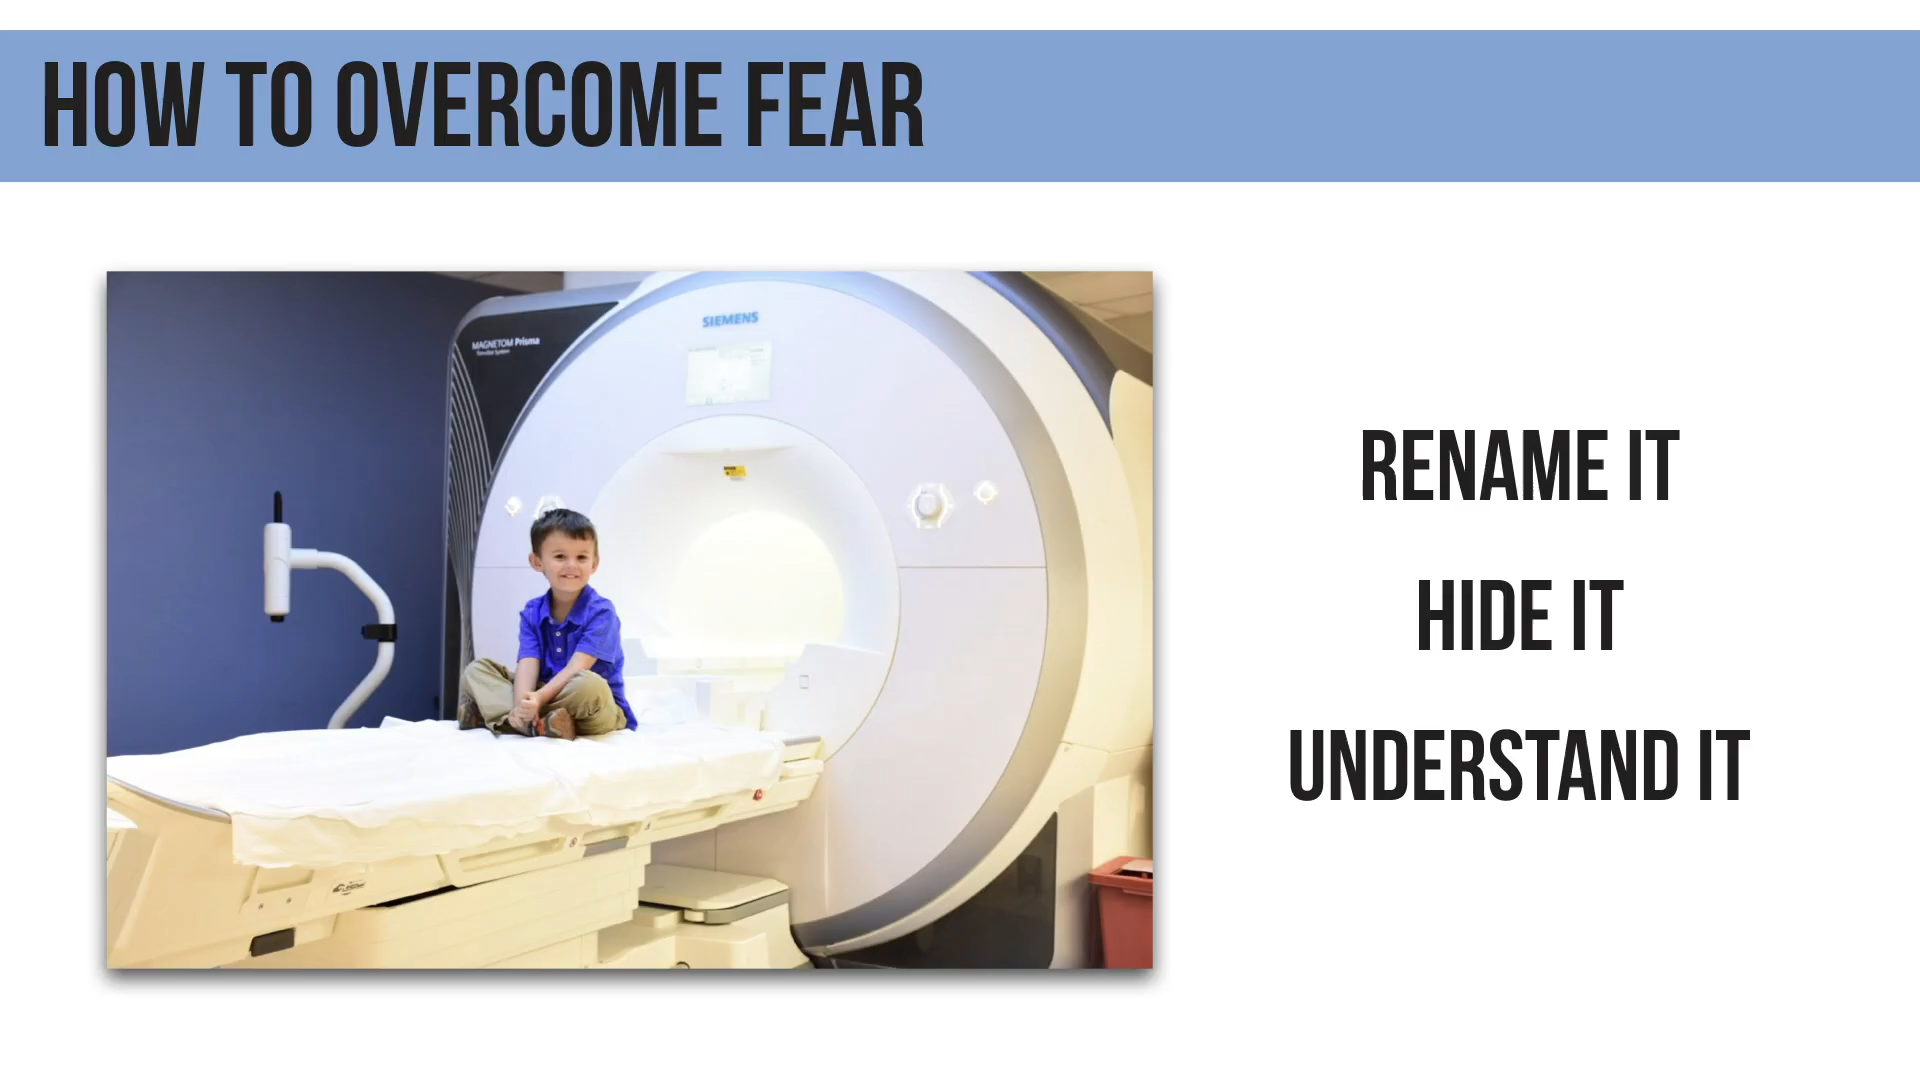 HOW TO OVERCOME FEAR
SIEMENS
MAGNETOM Prisma
RENAME IT
HIDE IT
UNDERSTAND IT